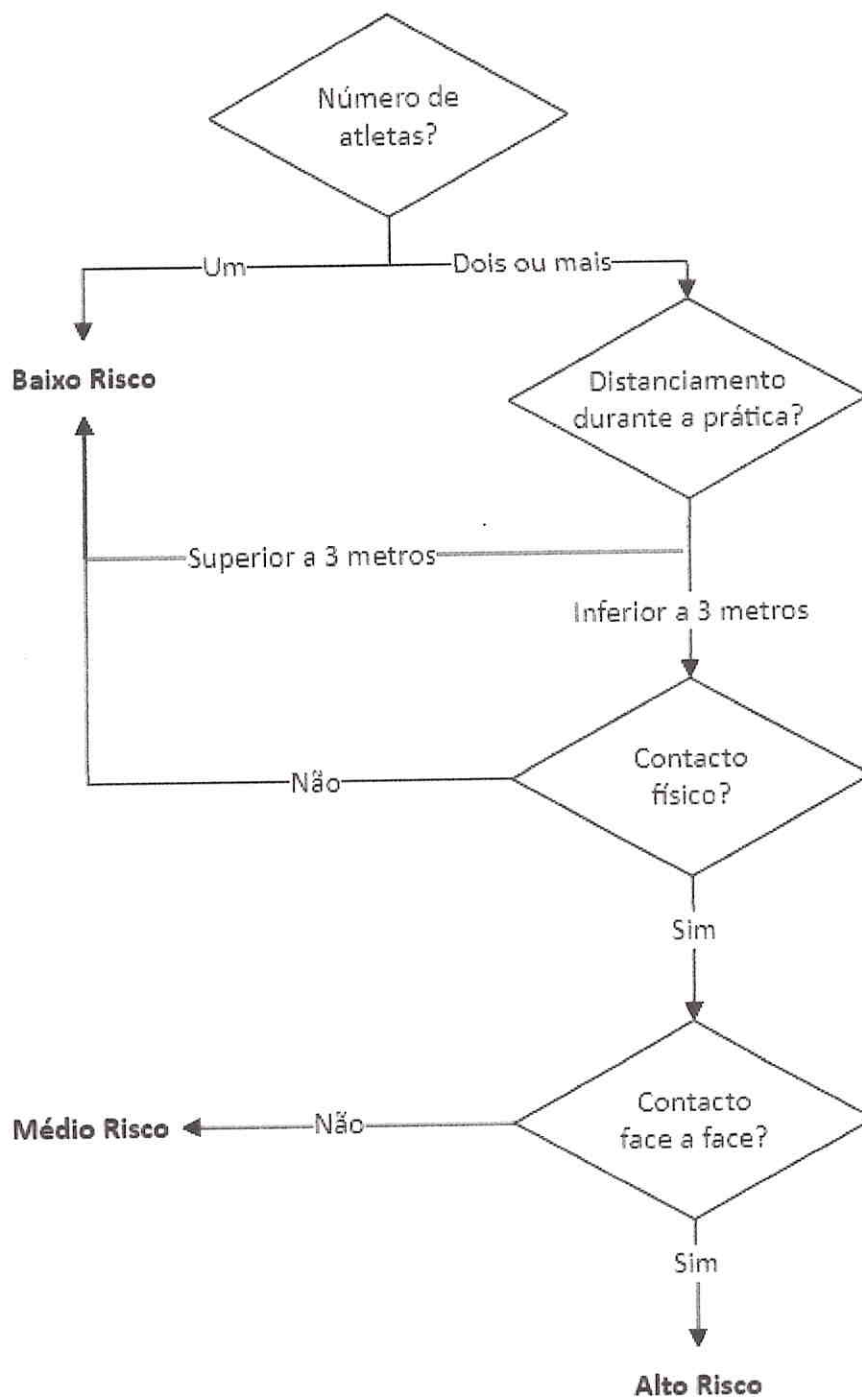 Número de
atletas?
Um
Dois ou mais
Baixo Risco
Distanciamento
durante a prática?
Superior a 3 metros
Inferior a 3 metros
Contacto
físico?
Não
Sim
Contacto
face a face?
Médio Risco
Não
Sim
Alto Risco